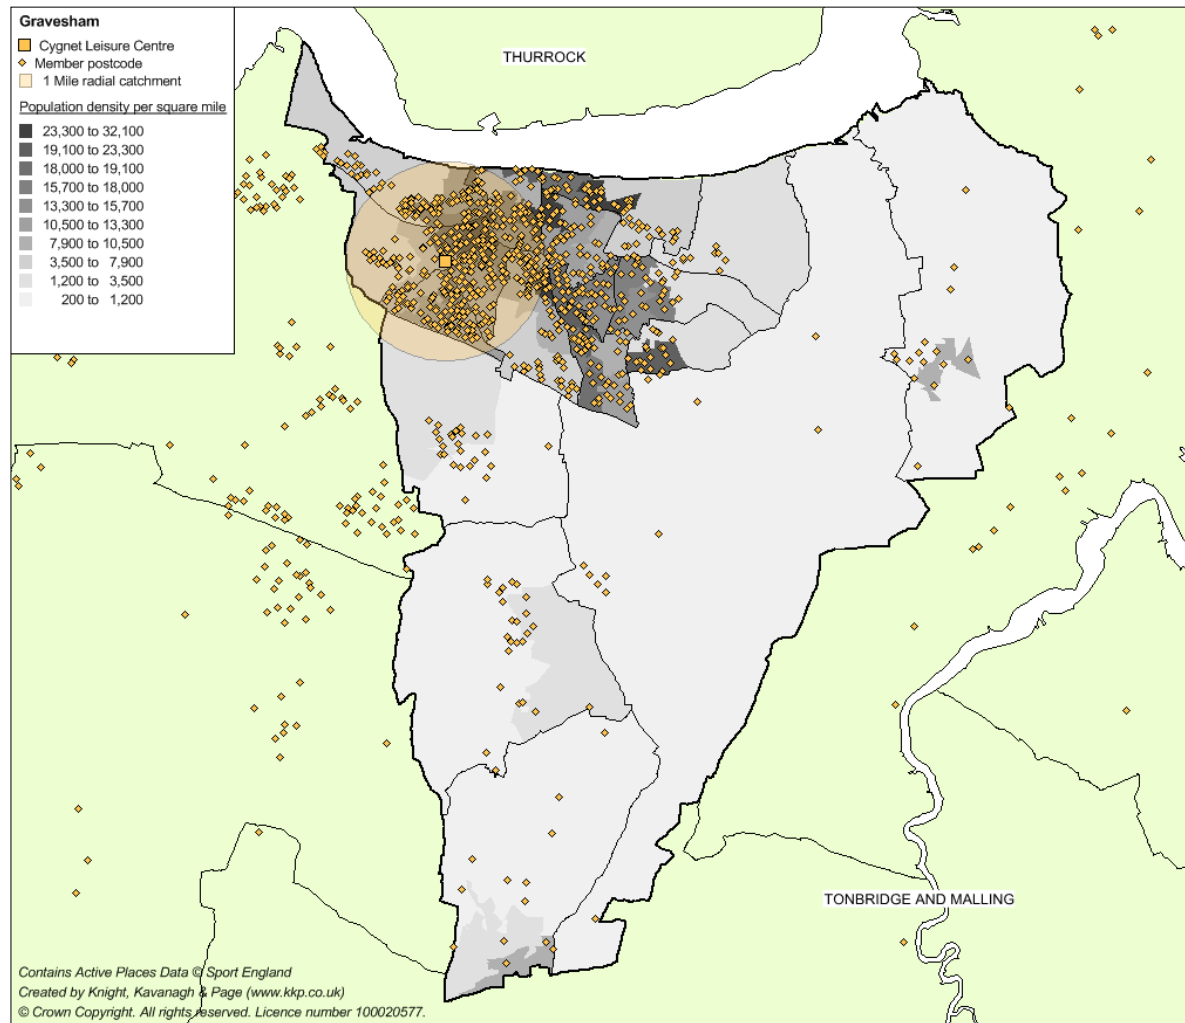 Gravesham
Cygnet Leisure Centre
Member postcode
1 Mile radial catchment
Population density per square mile
23,300 to 32,100
19,100 to 23,300
18,000 to 19,100
15,700 to 18,000
13,300 to 15,700
10,500 to 13,300
7,900 to 10,500
3,500 to 7,900
1,200 to 3,500
200 to 1,200
THURROCK
TONBRIDGE AND MALLING
Contains Active Places Data © Sport England
Created by Knight, Kavanagh & Page (www.kkp.co.uk)
© Crown Copyright. All rights reserved. Licence number 100020577.